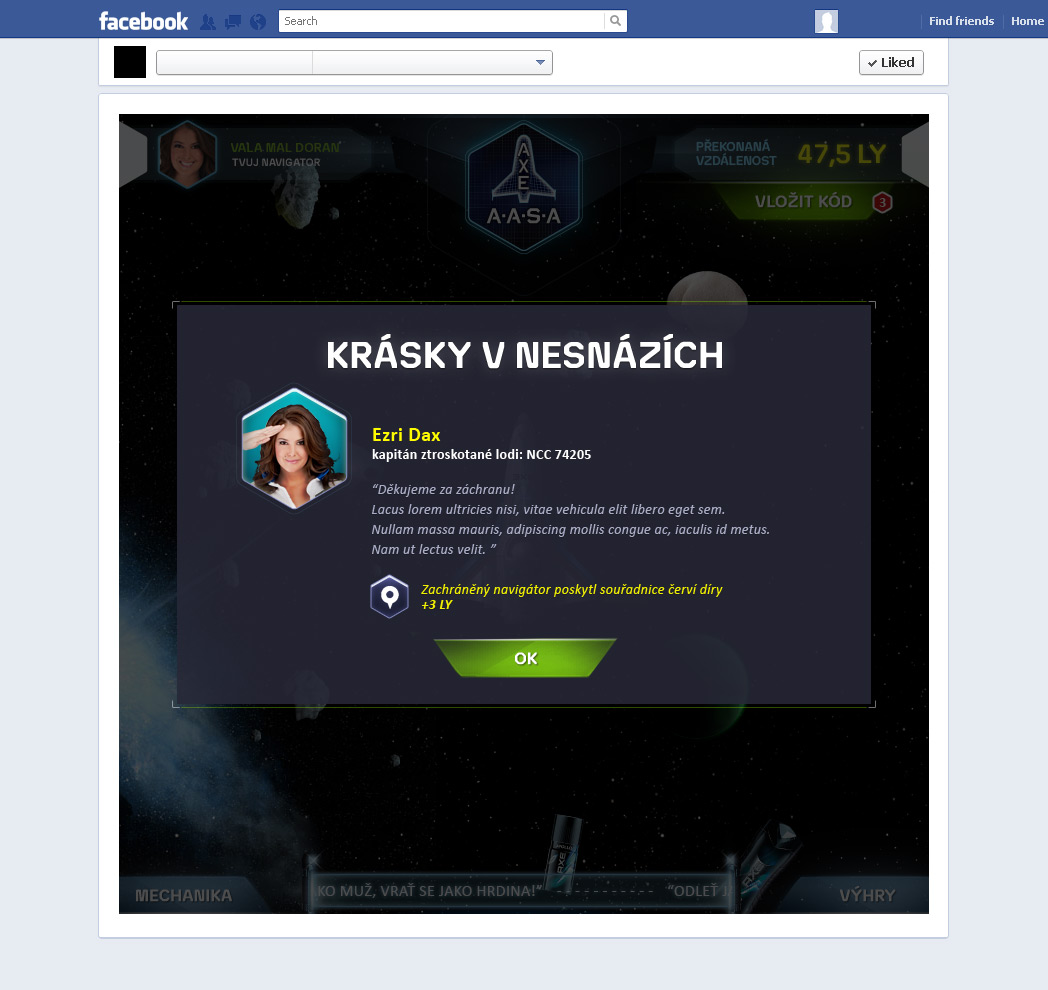 facebook
Search
Find friends
Home
Liked
VALA MAL DORAN
TVUJ NAVIGATOR
AXE
A·A·S·A
PŘEKONANÁ
VZDÁLENOST
47,5 LY
VLOŽIT KÓD
3
KRÁSKY V NESNÁZÍCH
Ezri Dax
kapitán ztroskotané lodi: NCC 74205
“Děkujeme za záchranu!
Lacus lorem ultricies nisi, vitae vehicula elit libero eget sem.
Nullam massa mauris, adipiscing mollis congue ac, iaculis id metus.
Nam ut lectus velit. ”
Zachráněný navigátor poskytl souřadnice červí díry
+3 LY
OK
AXE
AXE
MECHANIKA
KO MUŽ, VRAŤ SE JAKO HRDINA!“ - - - - - - - - - - - “ODLEŤ J
VÝHRY